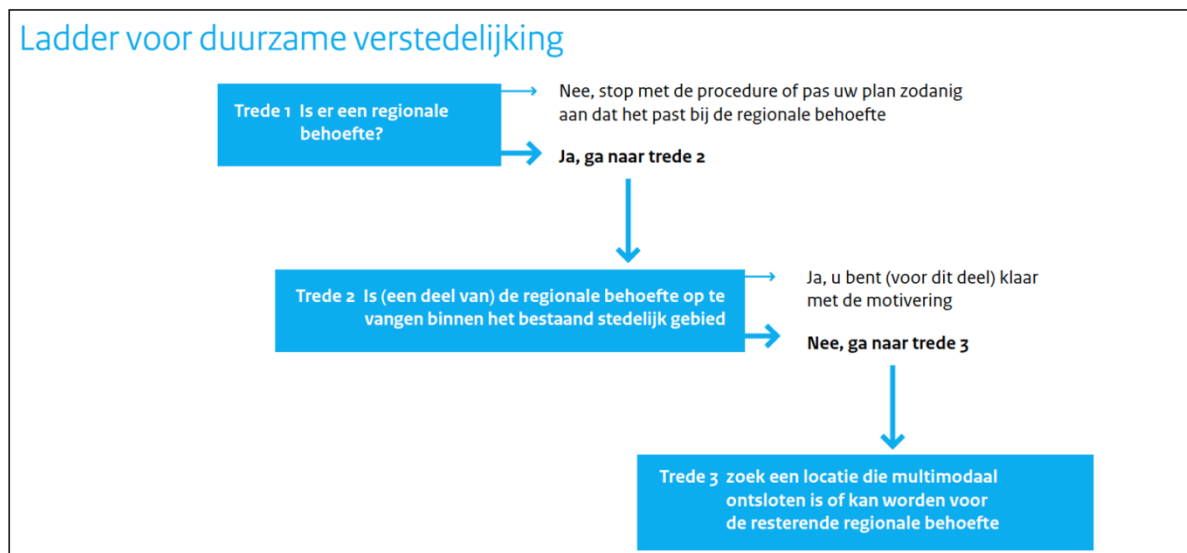 Ladder voor duurzame verstedelijking
Trede 1 Is er een regionale
behoefte?
Nee, stop met de procedure of pas uw plan zodanig
aan dat het past bij de regionale behoefte
Ja, ga naar trede 2
Trede 2 Is (een deel van) de regionale behoefte op te
vangen binnen het bestaand stedelijk gebied
Ja, u bent (voor dit deel) klaar
met de motivering
Nee, ga naar trede 3
Trede 3 zoek een locatie die multimodaal
ontsloten is of kan worden voor
de resterende regionale behoefte